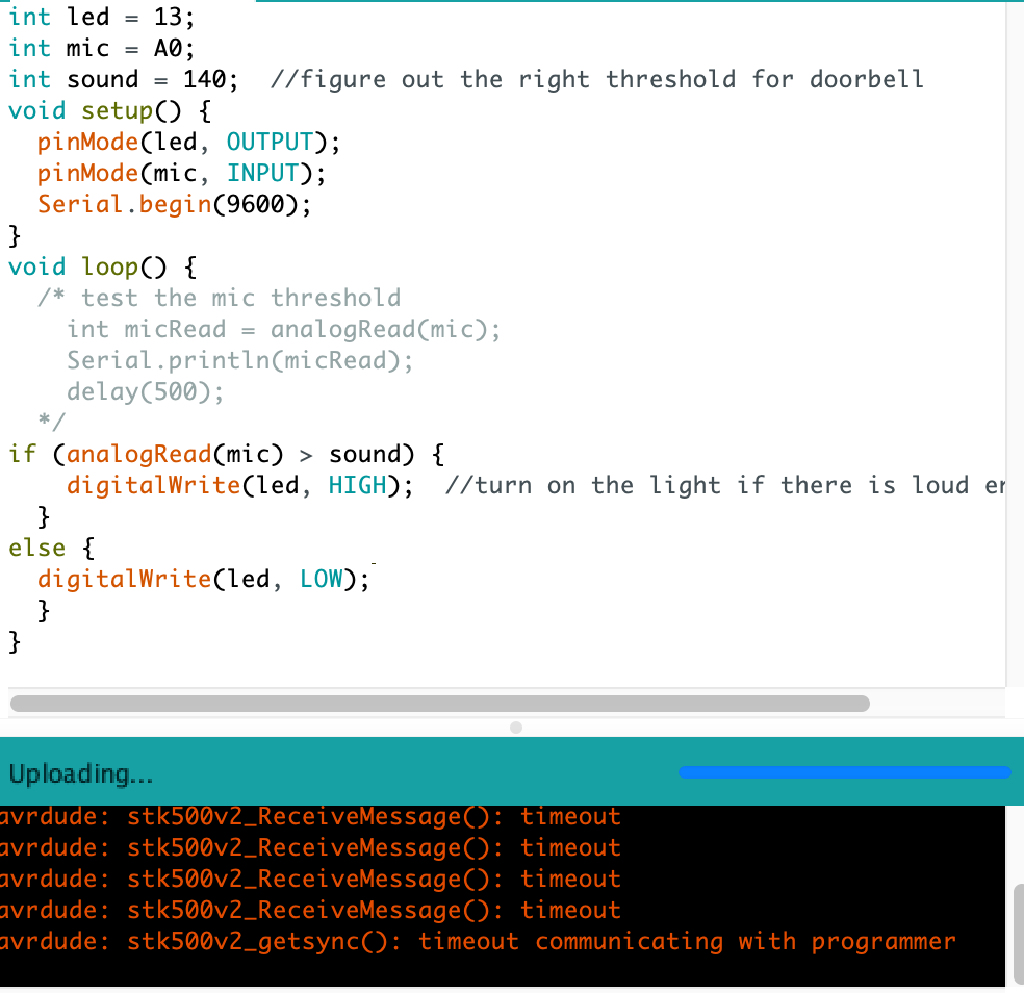 int led = 13;
int mic = A0;
int sound = 140;  //figure out the right threshold for doorbell
void setup() {
  pinMode(led, OUTPUT);
  pinMode(mic, INPUT);
  Serial.begin(9600);
}
void loop() {
  /* test the mic threshold
    int micRead = analogRead(mic);
    Serial.println(micRead);
    delay(500);
  */
if (analogRead(mic) > sound) {
    digitalWrite(led, HIGH);  //turn on the light if there is loud
  }
else {
  digitalWrite(led, LOW);
  }
}
Uploading...
avrdude: stk500v2_ReceiveMessage(): timeout
avrdude: stk500v2_ReceiveMessage(): timeout
avrdude: stk500v2_ReceiveMessage(): timeout
avrdude: stk500v2_ReceiveMessage(): timeout
avrdude: stk500v2_getsync(): timeout communicating with programmer